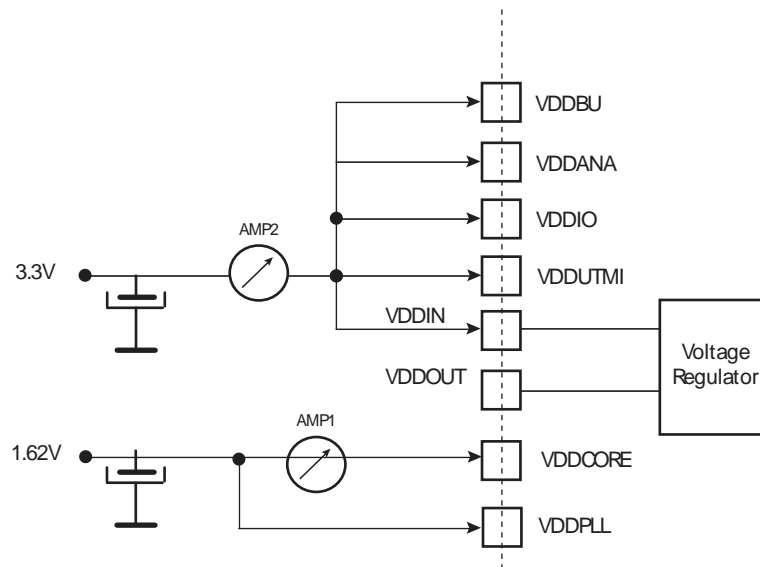 VDDBU
VDDANA
VDDIO
AMP2
3.3V
VDDUTMI
VDDIN
Voltage
Regulator
VDDOUT
AMP1
1.62V
VDDCORE
VDDPLL